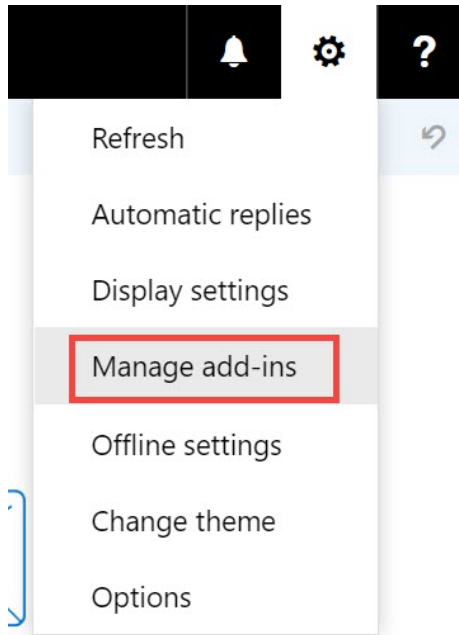 ?
Refresh
Automatic replies
Display settings
Manage add-ins
Offline settings
Change theme
Options